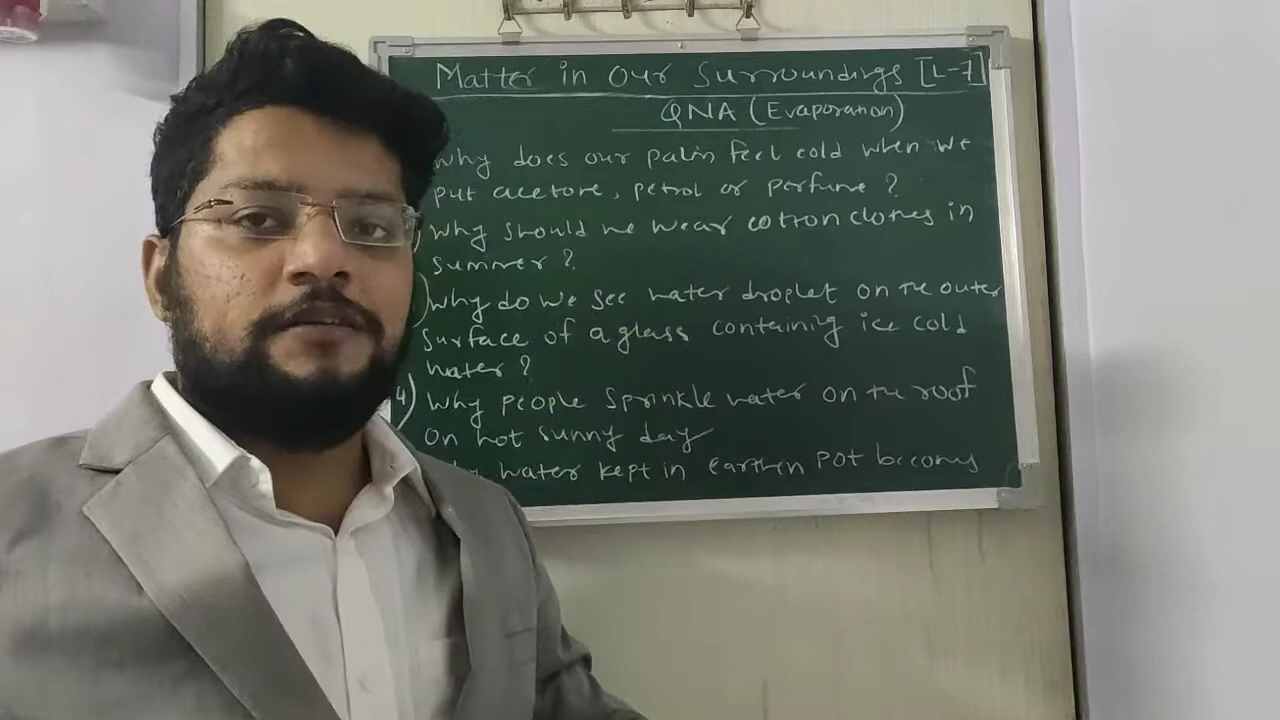 Matter in Our Surroundings [L-7]
QNA (Evaporation)
Why does our palm feel cold when we
put acetone, petrol or perfume ?
Why should we wear cotton clothes in
Summer ?
) Why do we see water droplet on the outer
Surface of a glass containing ice cold
water ?
4) Why people Sprinkle water on the roof
on hot sunny day
water kept in earthen pot becomes